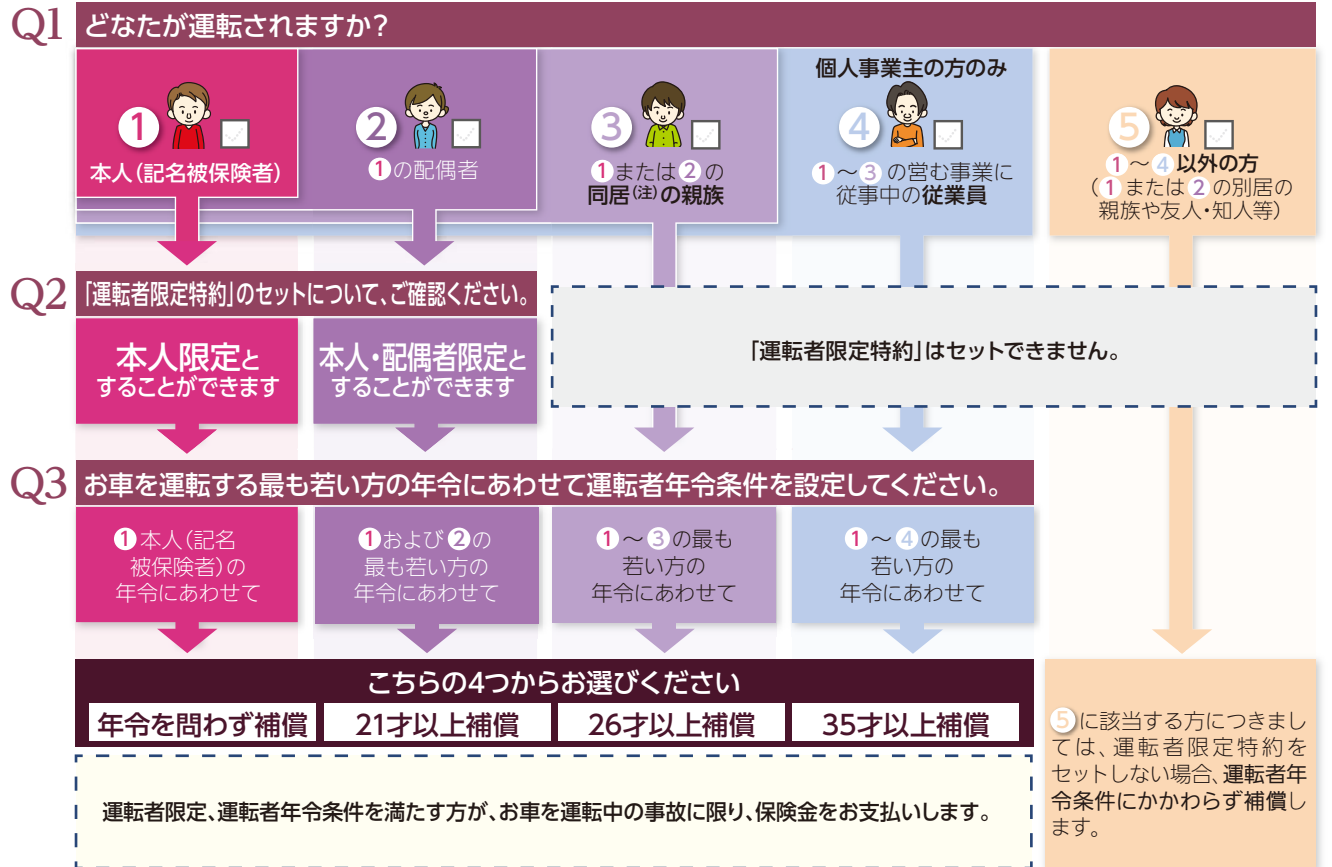 Q1 どなたが運転されますか?
1
本人(記名被保険者)
2
1の配偶者
3
1または2の
同居(注)の親族
個人事業主の方のみ
4
1~3の営む事業に
従事中の従業員
5
1~4以外の方
(1または2の別居の
親族や友人・知人等)
Q2 「運転者限定特約」のセットについて、ご確認ください。
本人限定と
することができます
本人・配偶者限定と
することができます
「運転者限定特約」はセットできません。
Q3 お車を運転する最も若い方の年令にあわせて運転者年令条件を設定してください。
1本人(記名
被保険者)の
年令にあわせて
1および2の
最も若い方の
年令にあわせて
1~3の最も
若い方の
年令にあわせて
1~4の最も
若い方の
年令にあわせて
こちらの4つからお選びください
年令を問わず補償
21才以上補償
26才以上補償
35才以上補償
運転者限定、運転者年令条件を満たす方が、お車を運転中の事故に限り、保険金をお支払いします。
5に該当する方につきまし
ては、運転者限定特約を
セットしない場合、運転者年
令条件にかかわらず補償し
ます。